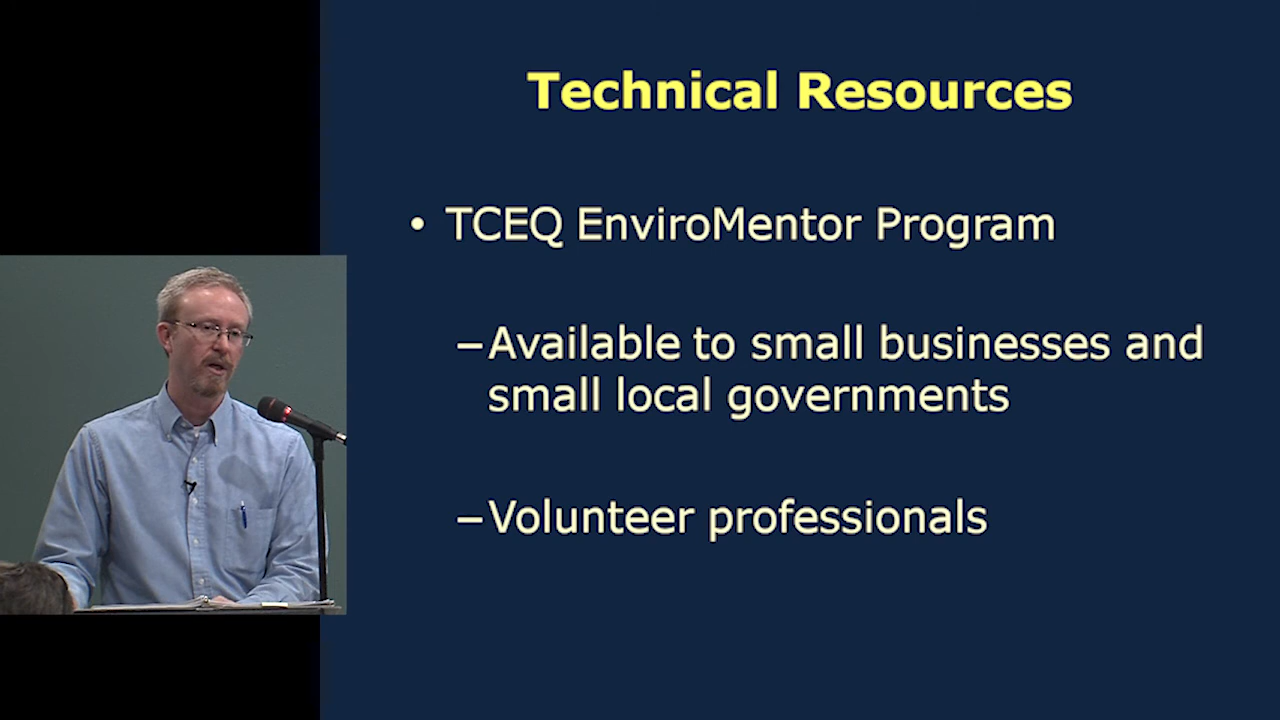 Technical Resources
• TCEQ EnviroMentor Program
–Available to small businesses and
small local governments
–Volunteer professionals